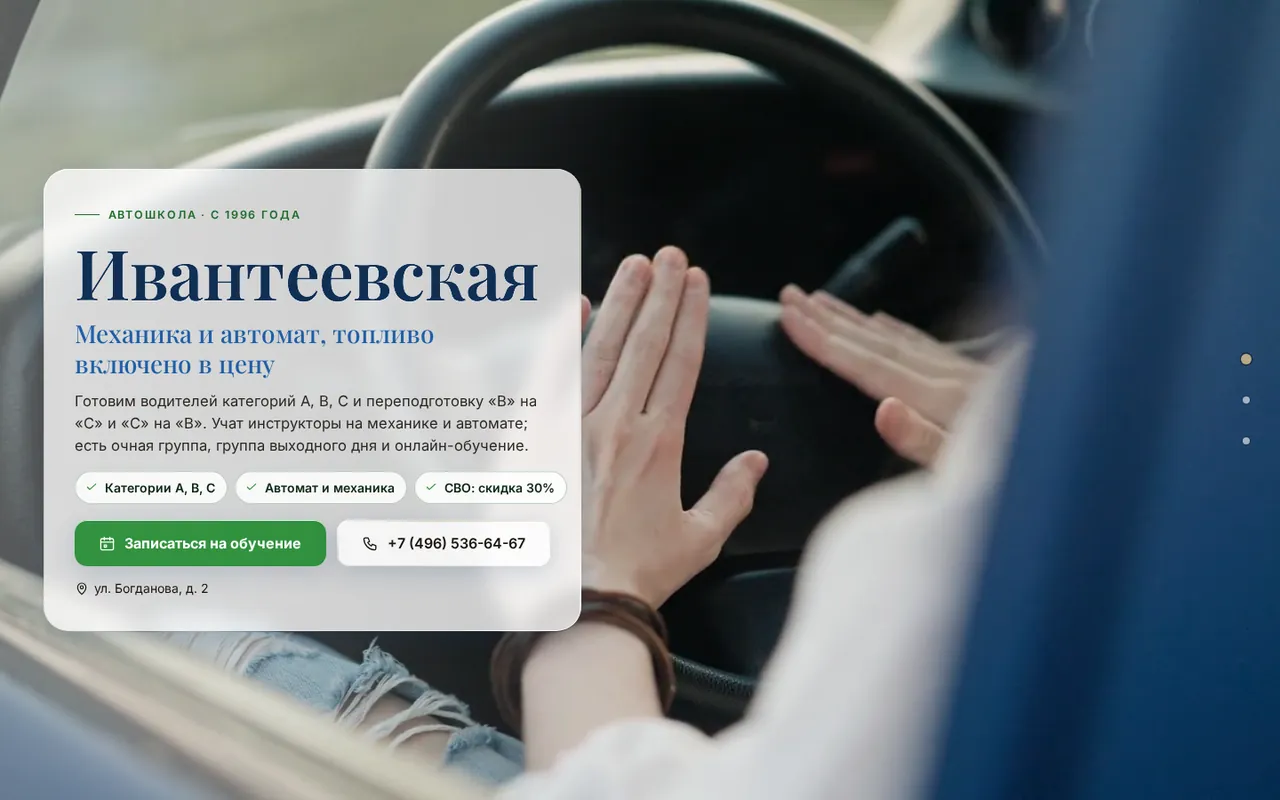 АВТОШКОЛА · С 1996 ГОДА
Ивантеевская
Механика и автомат, топливо
включено в цену
Готовим водителей категорий А, В, С и переподготовку «В» на
«С» и «С» на «В». Учат инструкторы на механике и автомате;
есть очная группа, группа выходного дня и онлайн-обучение.
Категории А, В, С
Автомат и механика
СВО: скидка 30%
Записаться на обучение
+7 (496) 536-64-67
ул. Богданова, д. 2